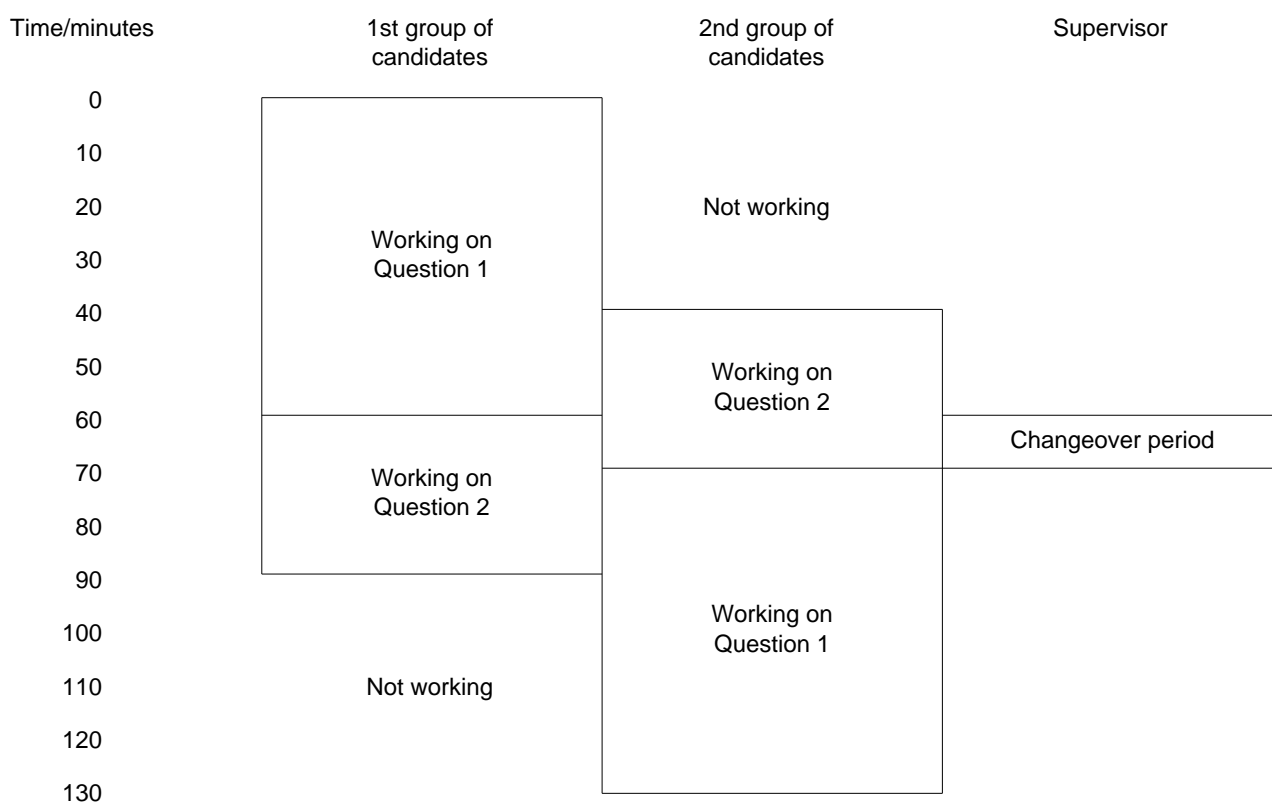 Time/minutes
1st group of
candidates
2nd group of
candidates
Supervisor
0
10
20
30
40
50
60
70
80
90
100
110
120
130
Working on
Question 1
Not working
Working on
Question 2
Changeover period
Working on
Question 2
Working on
Question 1
Not working